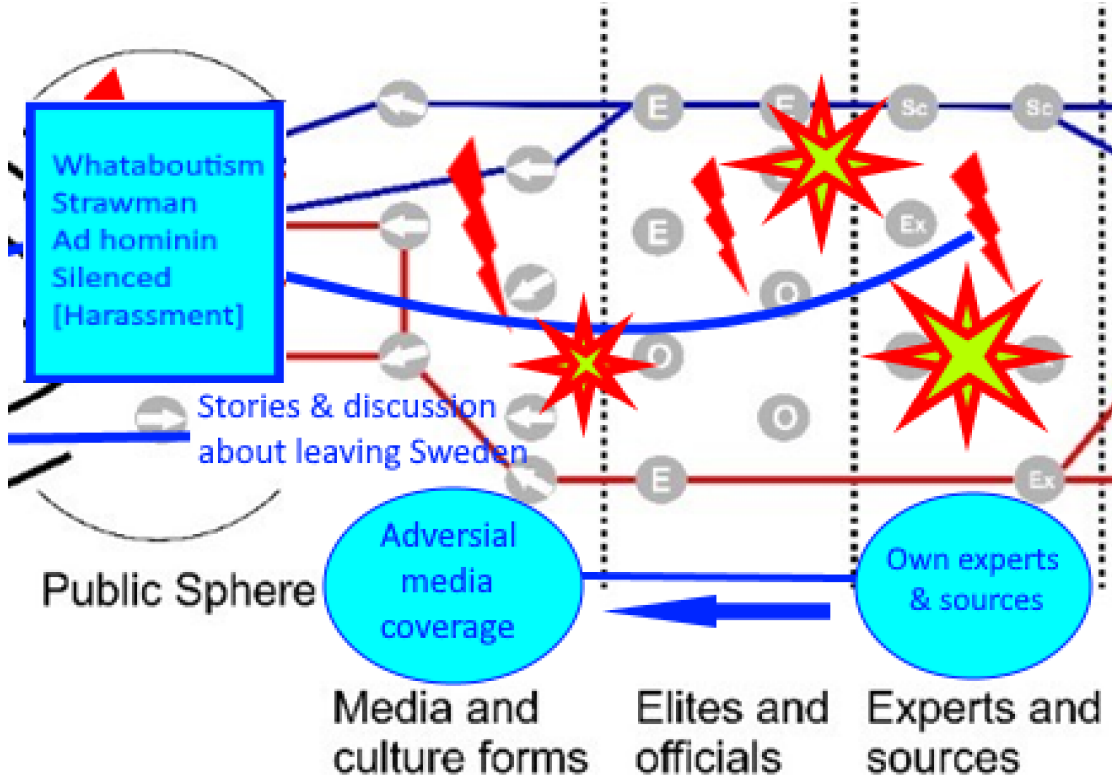 E
E
Sc
Sc
Whataboutism
Strawman
Ad hominin
Silenced
[Harassment]
E
Ex
O
O
Stories & discussion
about leaving Sweden
O
E
Ex
Adversial
media
coverage
Own experts
& sources
Public Sphere
Media and
culture forms
Elites and
officials
Experts and
sources